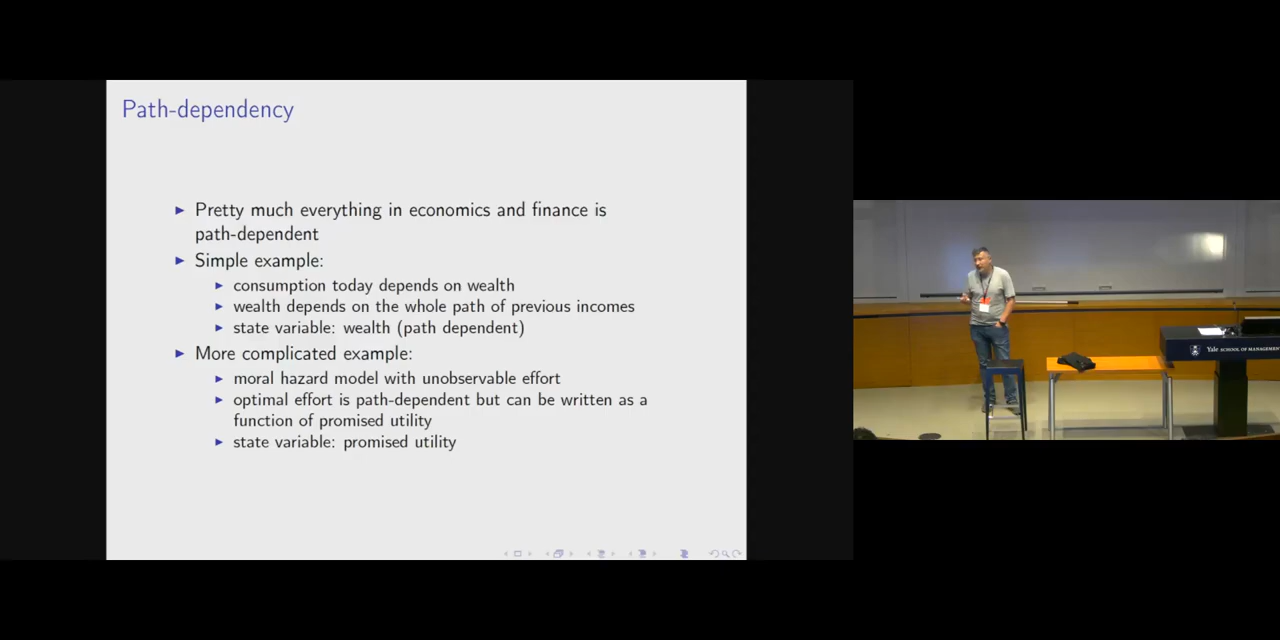 Path-dependency
Pretty much everything in economics and finance is
path-dependent
Simple example:
consumption today depends on wealth
wealth depends on the whole path of previous incomes
state variable: wealth (path dependent)
More complicated example:
moral hazard model with unobservable effort
optimal effort is path-dependent but can be written as a
function of promised utility
state variable: promised utility
Yale SCHOOL OF MANAGEMENT